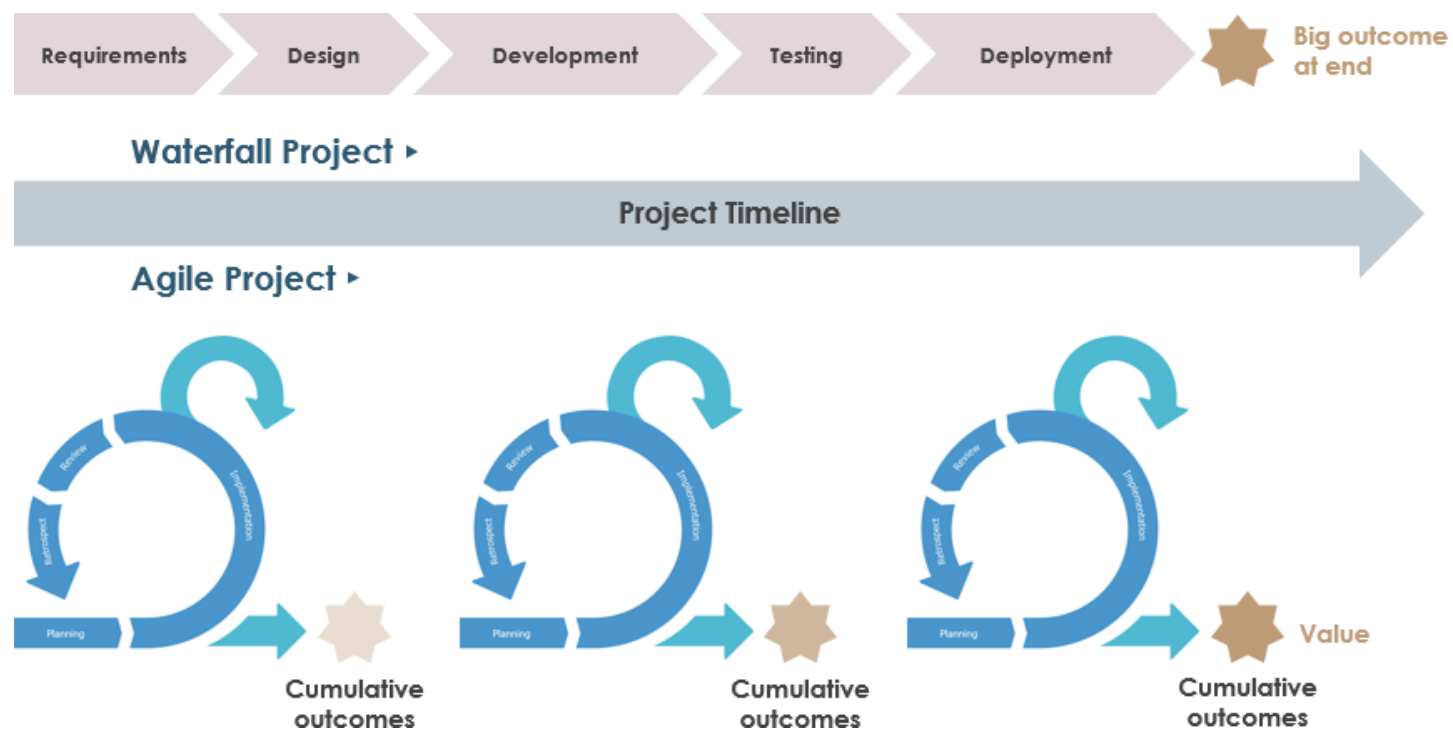 Requirements
Design
Development
Testing
Deployment
Big outcome
at end
Waterfall Project
Project Timeline
Agile Project
Review
Implementation
Retrospect
Planning
Cumulative
outcomes
Review
Implementation
Retrospect
Planning
Cumulative
outcomes
Review
Implementation
Retrospect
Planning
Value
Cumulative
outcomes